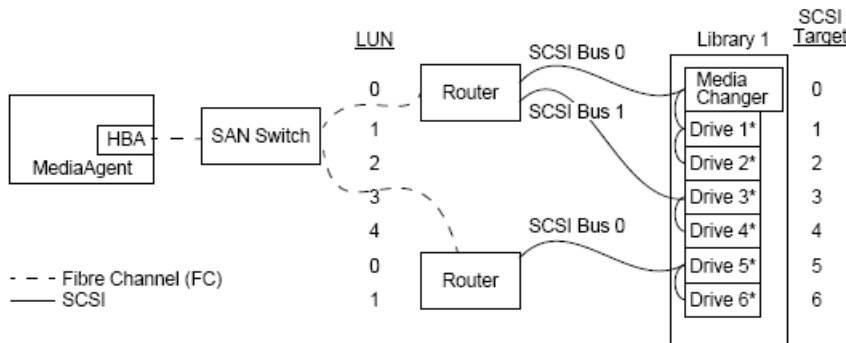 LUN
SCSI Bus 0
Library 1
SCSI
Target
0
Router
Media
Changer
0
SCSI Bus 1
HBA
MediaAgent
SAN Switch
1
Drive 1*
1
2
Drive 2*
2
3
Drive 3*
3
4
SCSI Bus 0
Drive 4*
4
0
Router
Drive 5*
5
1
Drive 6*
6
Fibre Channel (FC)
SCSI